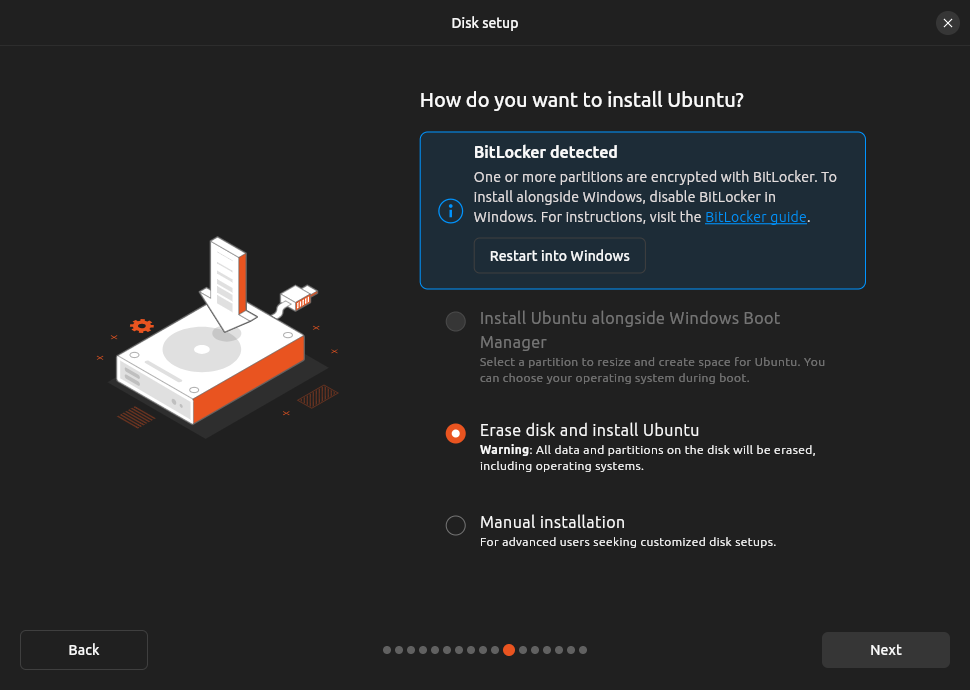 Disk setup
How do you want to install Ubuntu?
BitLocker detected
One or more partitions are encrypted with BitLocker. To
install alongside Windows, disable BitLocker in
Windows. For instructions, visit the BitLocker guide.
Restart into Windows
Install Ubuntu alongside Windows Boot
Manager
Select a partition to resize and create space for Ubuntu. You
can choose your operating system during boot.
Erase disk and install Ubuntu
Warning: All data and partitions on the disk will be erased,
including operating systems.
Manual installation
For advanced users seeking customized disk setups.
Back
Next